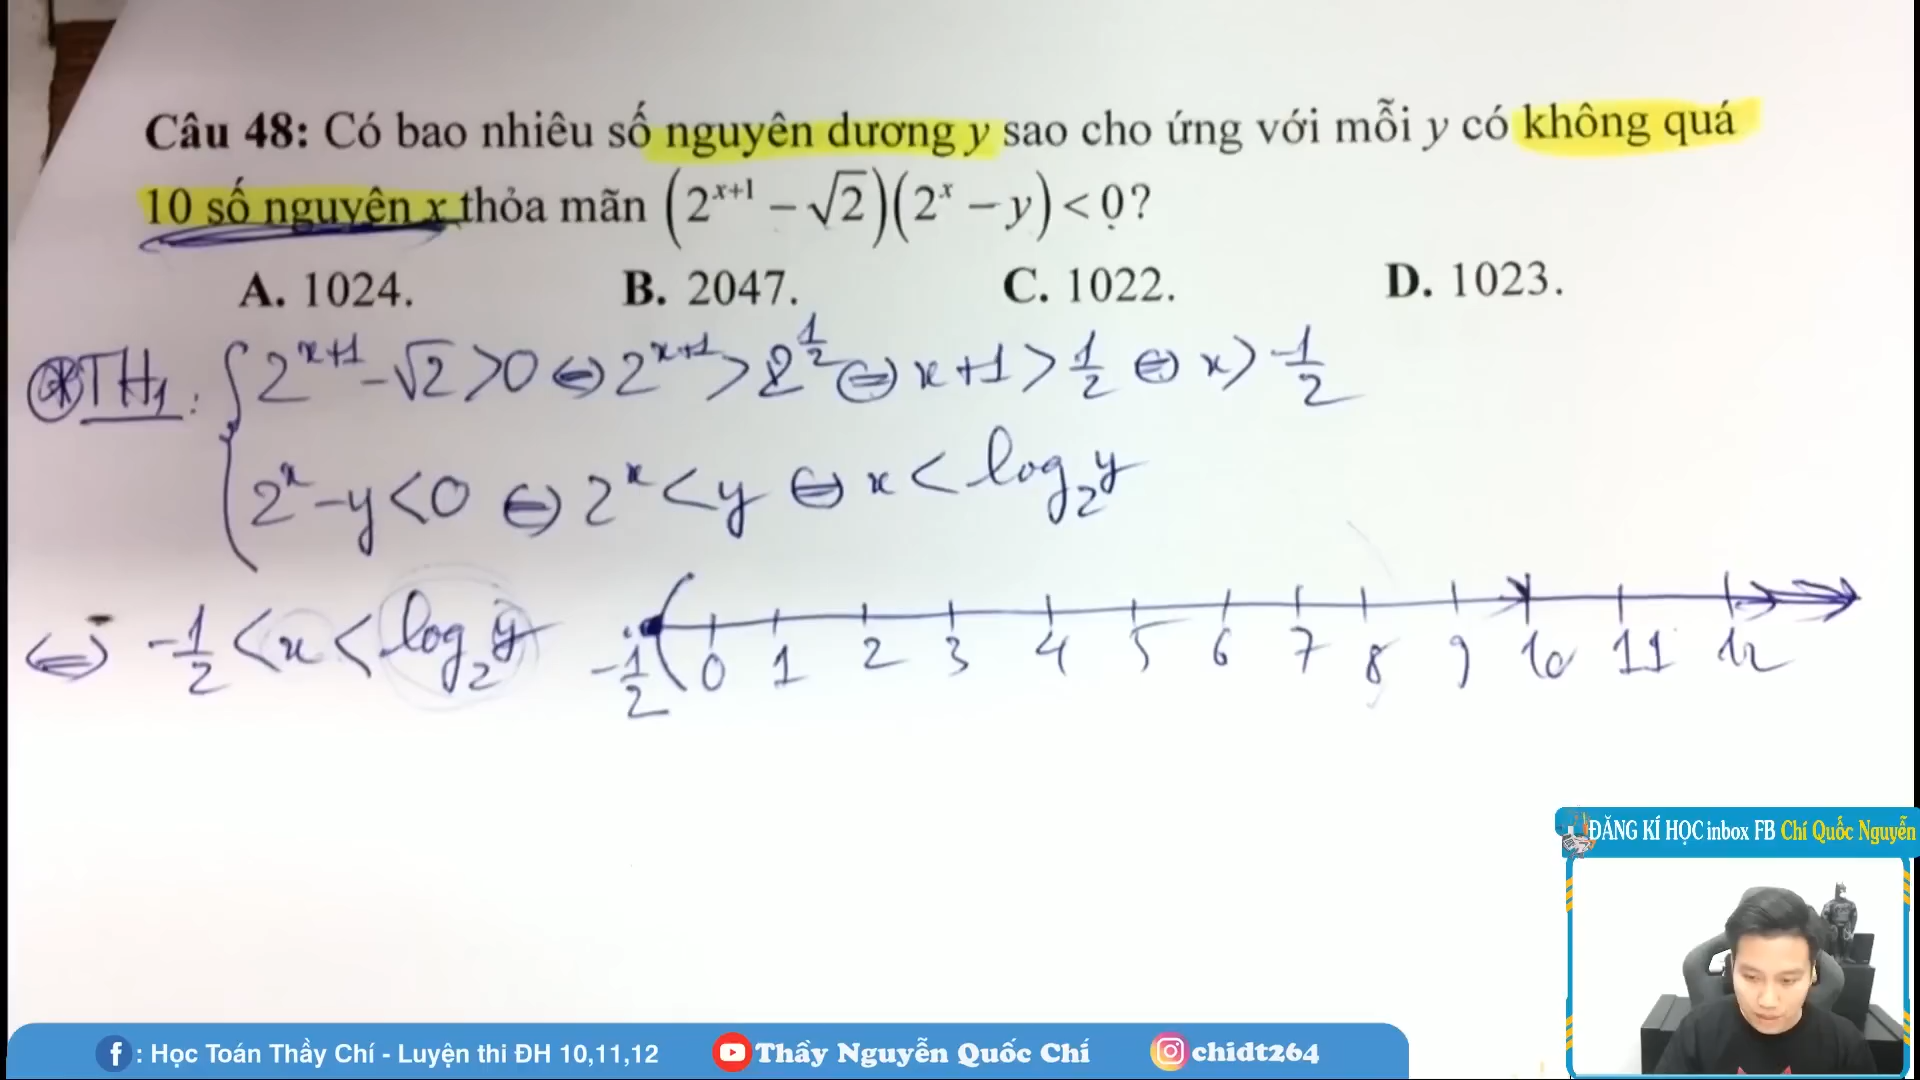 Câu 48: Có bao nhiêu số nguyên dương y sao cho ứng với mỗi y có không quá
10 số nguyên x thỏa mãn (2^{x+1} − √2)(2^x − y) < 0?
A. 1024. B. 2047. C. 1022. D. 1023.
⊛ TH₁: { 2^{x+1} − √2 > 0 ⇔ 2^{x+1} > 2^{1/2} ⇔ x+1 > 1/2 ⇔ x > -1/2
2^x − y < 0 ⇔ 2^x < y ⇔ x < log₂y
⇔ -1/2 < x < log₂y
-1/2 0 1 2 3 4 5 6 7 8 9 10 11 12
ĐĂNG KÍ HỌC inbox FB Chí Quốc Nguyễn
f : Học Toán Thầy Chí - Luyện thi ĐH 10,11,12 Thầy Nguyễn Quốc Chí chidt264